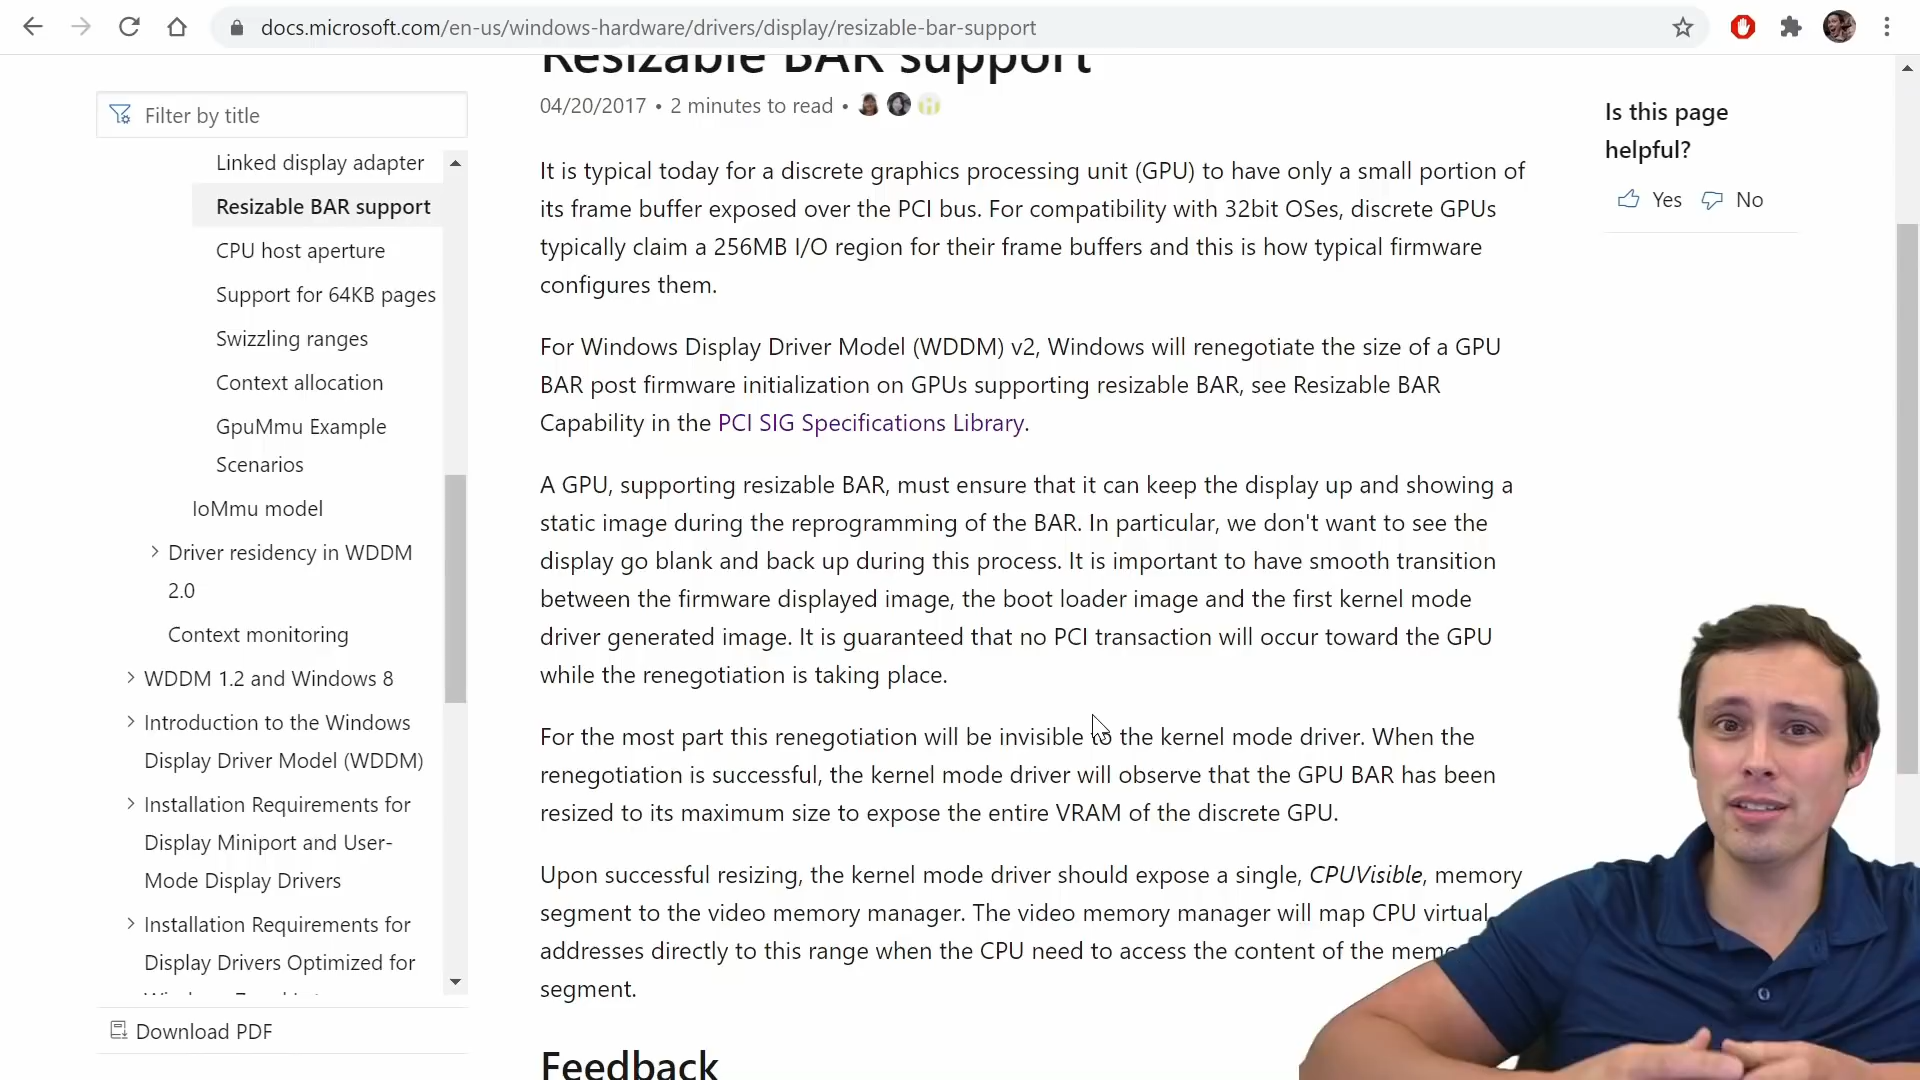 docs.microsoft.com/en-us/windows-hardware/drivers/display/resizable-bar-support
Filter by title
Linked display adapter
Resizable BAR support
CPU host aperture
Support for 64KB pages
Swizzling ranges
Context allocation
GpuMmu Example
Scenarios
IoMmu model
Driver residency in WDDM
2.0
Context monitoring
WDDM 1.2 and Windows 8
Introduction to the Windows
Display Driver Model (WDDM)
Installation Requirements for
Display Miniport and User-
Mode Display Drivers
Installation Requirements for
Display Drivers Optimized for
Download PDF
Resizable BAR support
04/20/2017 • 2 minutes to read •
It is typical today for a discrete graphics processing unit (GPU) to have only a small portion of
its frame buffer exposed over the PCI bus. For compatibility with 32bit OSes, discrete GPUs
typically claim a 256MB I/O region for their frame buffers and this is how typical firmware
configures them.
For Windows Display Driver Model (WDDM) v2, Windows will renegotiate the size of a GPU
BAR post firmware initialization on GPUs supporting resizable BAR, see Resizable BAR
Capability in the PCI SIG Specifications Library.
A GPU, supporting resizable BAR, must ensure that it can keep the display up and showing a
static image during the reprogramming of the BAR. In particular, we don't want to see the
display go blank and back up during this process. It is important to have smooth transition
between the firmware displayed image, the boot loader image and the first kernel mode
driver generated image. It is guaranteed that no PCI transaction will occur toward the GPU
while the renegotiation is taking place.
For the most part this renegotiation will be invisible to the kernel mode driver. When the
renegotiation is successful, the kernel mode driver will observe that the GPU BAR has been
resized to its maximum size to expose the entire VRAM of the discrete GPU.
Upon successful resizing, the kernel mode driver should expose a single, CPUVisible, memory
segment to the video memory manager. The video memory manager will map CPU virtual
addresses directly to this range when the CPU need to access the content of the
segment.
Feedback
Is this page
helpful?
Yes No